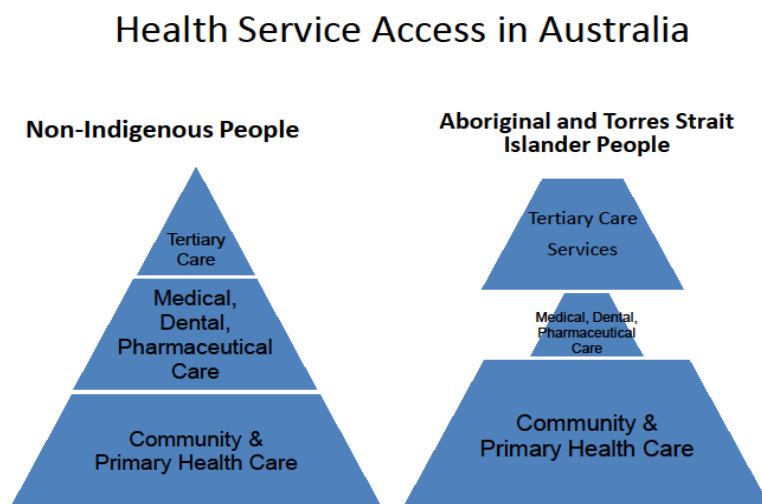 Health Service Access in Australia
Non-Indigenous People
Tertiary
Care
Medical,
Dental,
Pharmaceutical
Care
Community &
Primary Health Care
Aboriginal and Torres Strait
Islander People
Tertiary Care
Services
Medical, Dental,
Pharmaceutical
Care
Community &
Primary Health Care